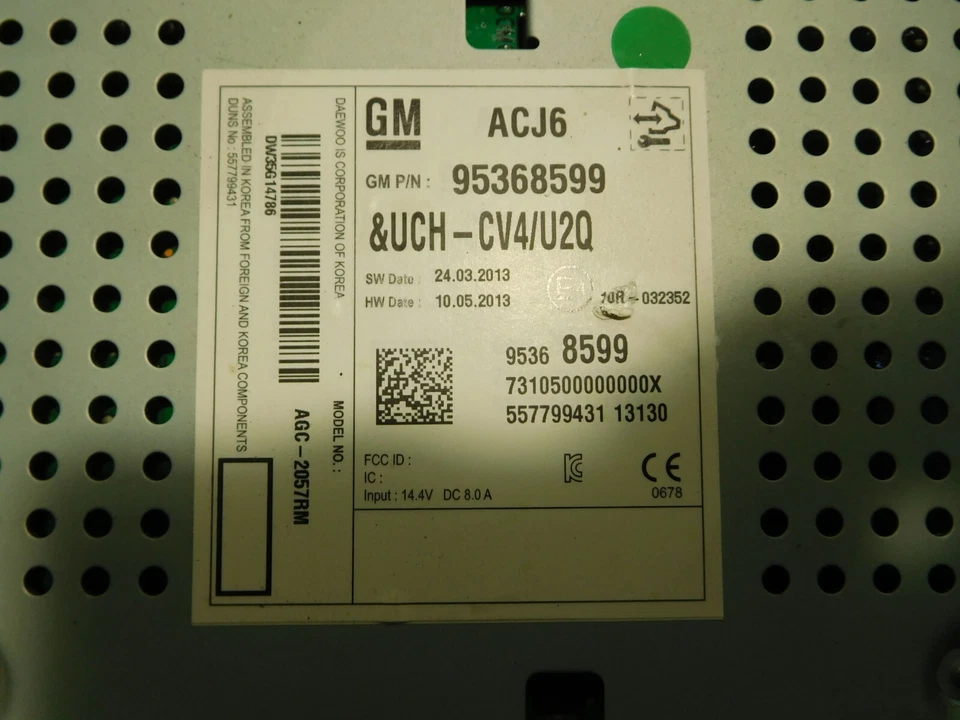 GM
ACJ6
GM P/N : 95368599
&UCH-CV4/U2Q
SW Date : 24.03.2013
HW Date : 10.05.2013
10R-032352
9536 8599
7310500000000X
557799431 13130
FCC ID :
IC :
Input : 14.4V DC 8.0 A
CE
0678
DAEWOO IS CORPORATION OF KOREA
MODEL NO. :
AGC-2057RM
DW35G14786
ASSEMBLED IN KOREA FROM FOREIGN AND KOREA COMPONENTS
DUNS No : 557799431